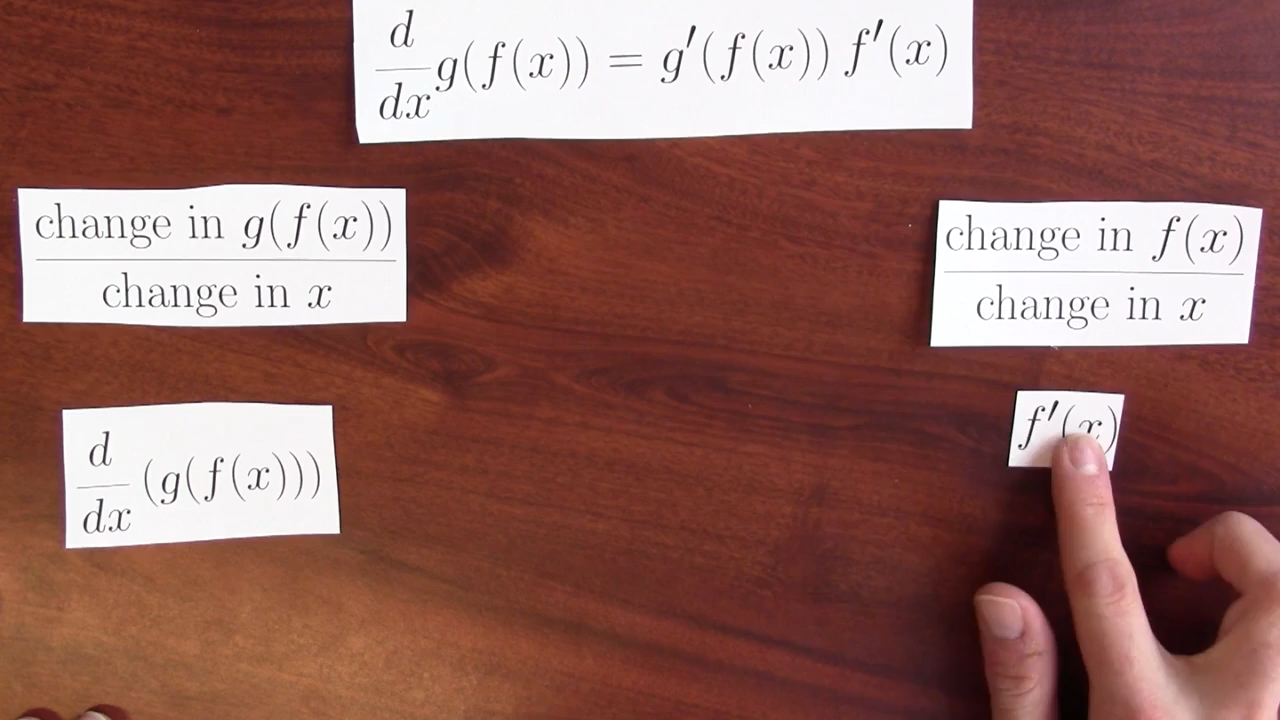 d/dx g(f(x)) = g′(f(x)) f′(x)
change in g(f(x))
change in x
change in f(x)
change in x
d/dx (g(f(x)))
f′(x)